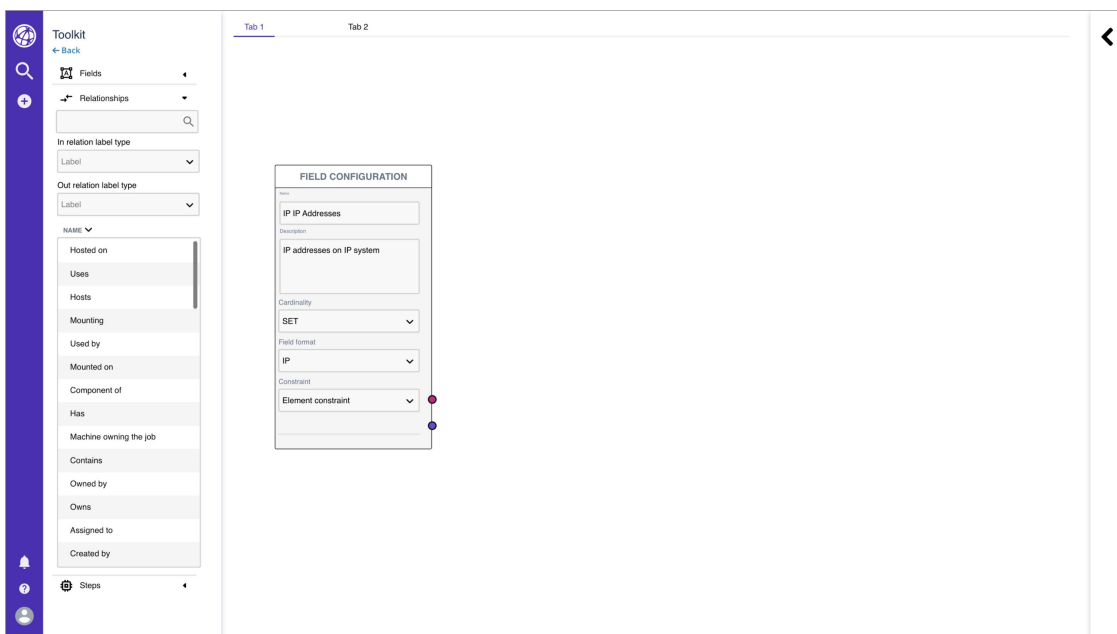 Toolkit
Back
Fields
Relationships
In relation label type
Label
Out relation label type
Label
NAME
Hosted on
Uses
Hosts
Mounting
Used by
Mounted on
Component of
Has
Machine owning the job
Contains
Owned by
Owns
Assigned to
Created by
Steps
Tab 1
Tab 2
FIELD CONFIGURATION
Name
IP IP Addresses
Description
IP addresses on IP system
Cardinality
SET
Field format
IP
Constraint
Element constraint